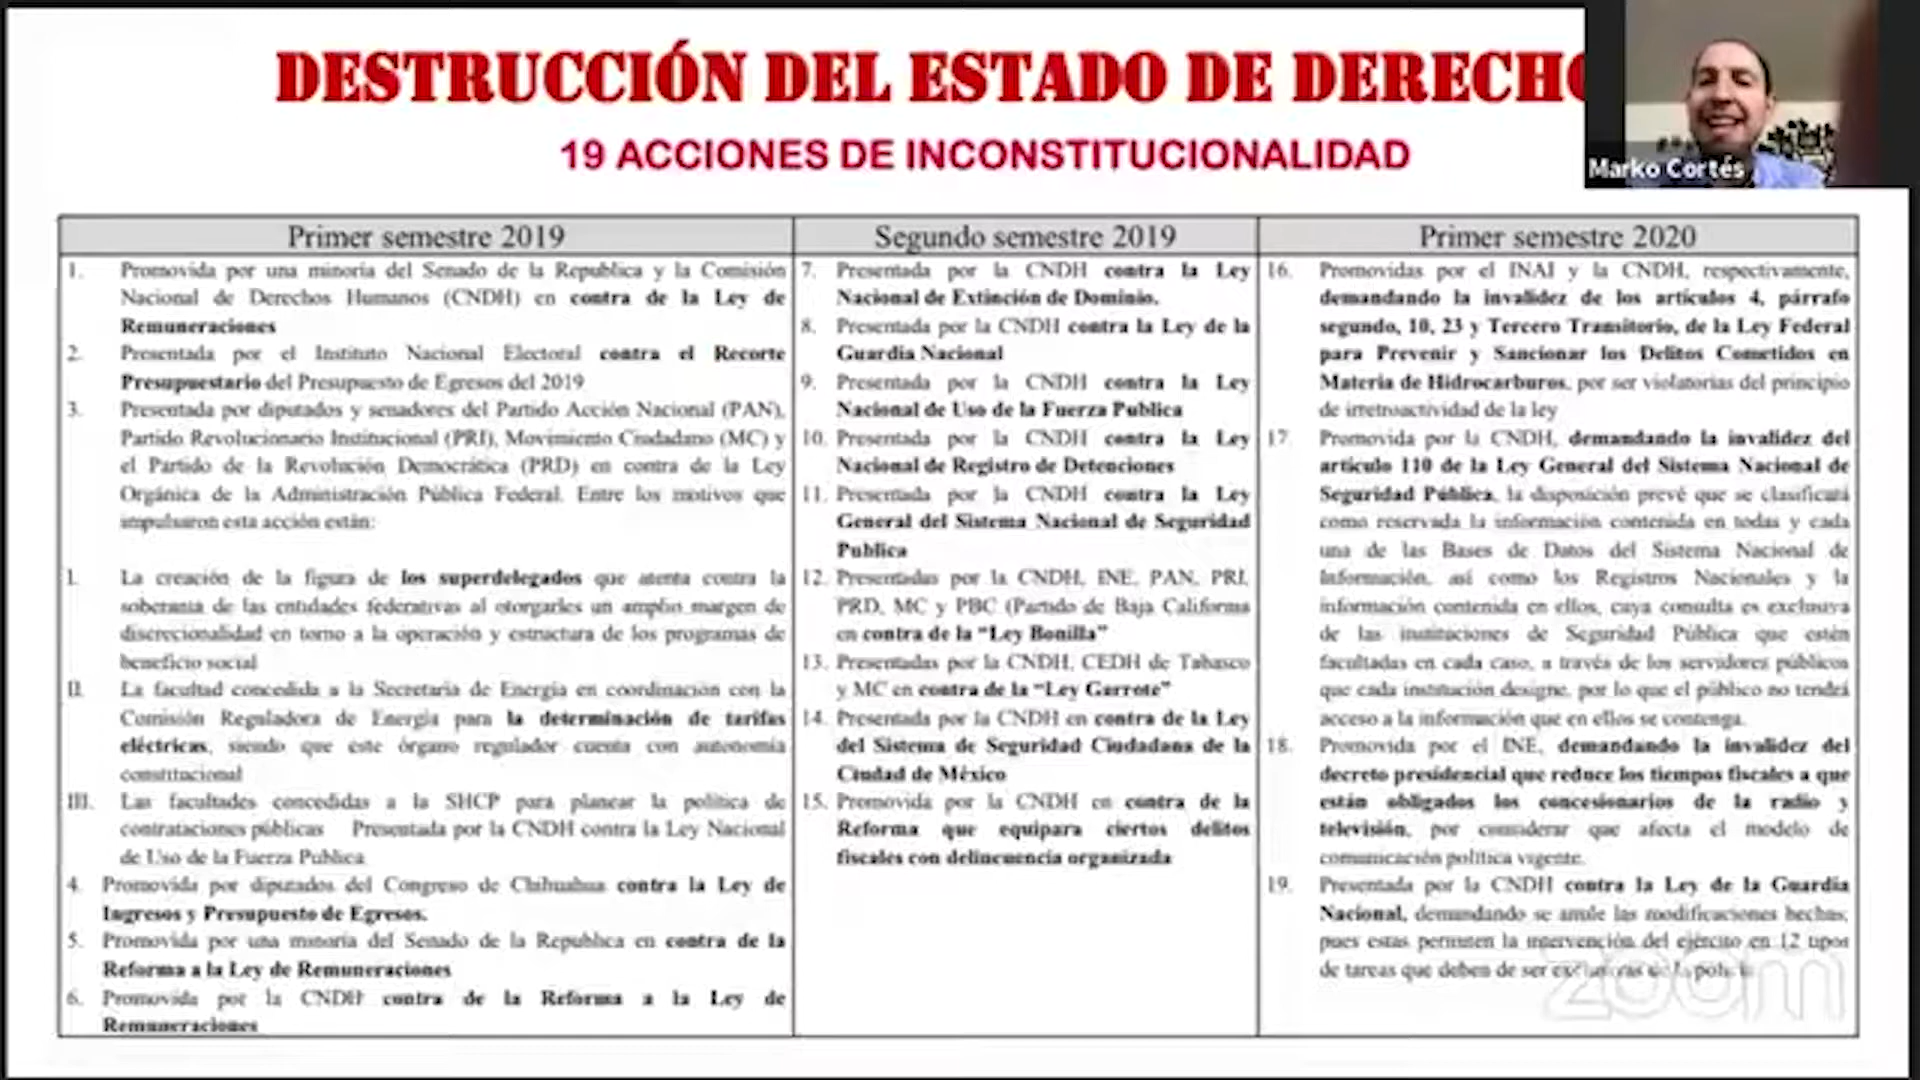 DESTRUCCIÓN DEL ESTADO DE DERECHO
19 ACCIONES DE INCONSTITUCIONALIDAD
Marko Cortés
Primer semestre 2019
1. Promovida por una minoría del Senado de la Republica y la Comisión
Nacional de Derechos Humanos (CNDH) en contra de la Ley de
Remuneraciones
2. Presentada por el Instituto Nacional Electoral contra el Recorte
Presupuestario del Presupuesto de Egresos del 2019
3. Presentada por diputados y senadores del Partido Acción Nacional (PAN),
Partido Revolucionario Institucional (PRI), Movimiento Ciudadano (MC) y
el Partido de la Revolución Democrática (PRD) en contra de la Ley
Orgánica de la Administración Pública Federal. Entre los motivos que
impulsaron esta acción están:
I. La creación de la figura de los superdelegados que atenta contra la
soberanía de las entidades federativas al otorgarles un amplio margen de
discrecionalidad en torno a la operación y estructura de los programas de
beneficio social
II. La facultad concedida a la Secretaria de Energía en coordinación con la
Comisión Reguladora de Energía para la determinación de tarifas
eléctricas, siendo que este órgano regulador cuenta con autonomía
constitucional
III. Las facultades concedidas a la SHCP para planear la política de
contrataciones públicas Presentada por la CNDH contra la Ley Nacional
de Uso de la Fuerza Publica
4. Promovida por diputados del Congreso de Chihuahua contra la Ley de
Ingresos y Presupuesto de Egresos.
5. Promovida por una minoría del Senado de la Republica en contra de la
Reforma a la Ley de Remuneraciones
6. Promovida por la CNDH contra de la Reforma a la Ley de
Remuneraciones
Segundo semestre 2019
7. Presentada por la CNDH contra la Ley
Nacional de Extinción de Dominio.
8. Presentada por la CNDH contra la Ley de la
Guardia Nacional
9. Presentada por la CNDH contra la Ley
Nacional de Uso de la Fuerza Publica
10. Presentada por la CNDH contra la Ley
Nacional de Registro de Detenciones
11. Presentada por la CNDH contra la Ley
General del Sistema Nacional de Seguridad
Publica
12. Presentadas por la CNDH, INE, PAN, PRI,
PRD, MC y PBC (Partido de Baja California
en contra de la “Ley Bonilla”
13. Presentadas por la CNDH, CEDH de Tabasco
y MC en contra de la “Ley Garrote”
14. Presentada por la CNDH en contra de la Ley
del Sistema de Seguridad Ciudadana de la
Ciudad de México
15. Promovida por la CNDH en contra de la
Reforma que equipara ciertos delitos
fiscales con delincuencia organizada
Primer semestre 2020
16. Promovidas por el INAI y la CNDH, respectivamente,
demandando la invalidez de los artículos 4, párrafo
segundo, 10, 23 y Tercero Transitorio, de la Ley Federal
para Prevenir y Sancionar los Delitos Cometidos en
Materia de Hidrocarburos, por ser violatorias del principio
de irretroactividad de la ley
17. Promovida por la CNDH, demandando la invalidez del
artículo 110 de la Ley General del Sistema Nacional de
Seguridad Pública, la disposición prevé que se clasificará
como reservada la información contenida en todas y cada
una de las Bases de Datos del Sistema Nacional de
Información, así como los Registros Nacionales y la
información contenida en ellos, cuya consulta es exclusiva
de las instituciones de Seguridad Pública que estén
facultadas en cada caso, a través de los servidores públicos
que cada institución designe, por lo que el público no tendrá
acceso a la información que en ellos se contenga.
18. Promovida por el INE, demandando la invalidez del
decreto presidencial que reduce los tiempos fiscales a que
están obligados los concesionarios de la radio y
televisión, por considerar que afecta el modelo de
comunicación política vigente.
19. Presentada por la CNDH contra la Ley de la Guardia
Nacional, demandando se anule las modificaciones hechas,
pues estas permiten la intervención del ejército en 12 tipos
de tareas que deben de ser exclusivas de la policía
zoom